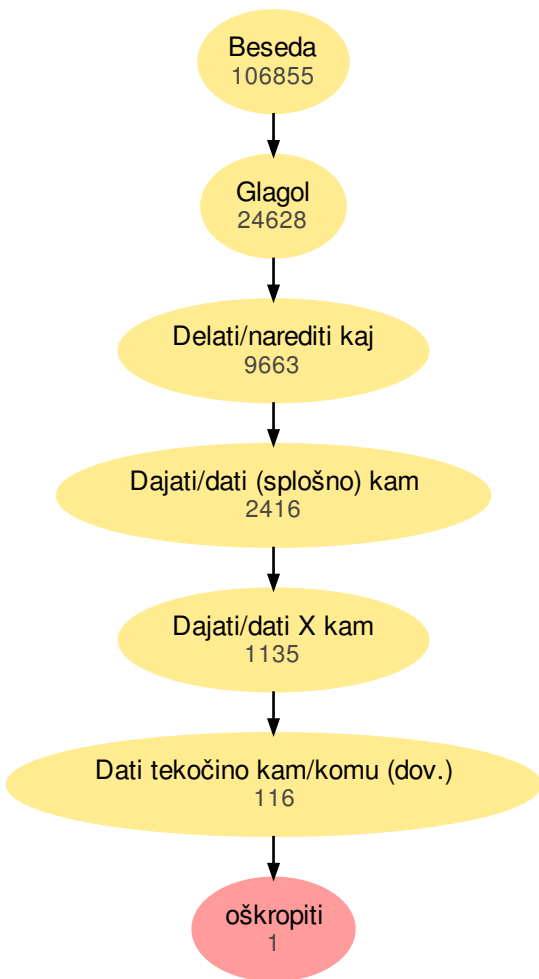 Beseda
106855
Glagol
24628
Delati/narediti kaj
9663
Dajati/dati (splošno) kam
2416
Dajati/dati X kam
1135
Dati tekočino kam/komu (dov.)
116
oškropiti
1